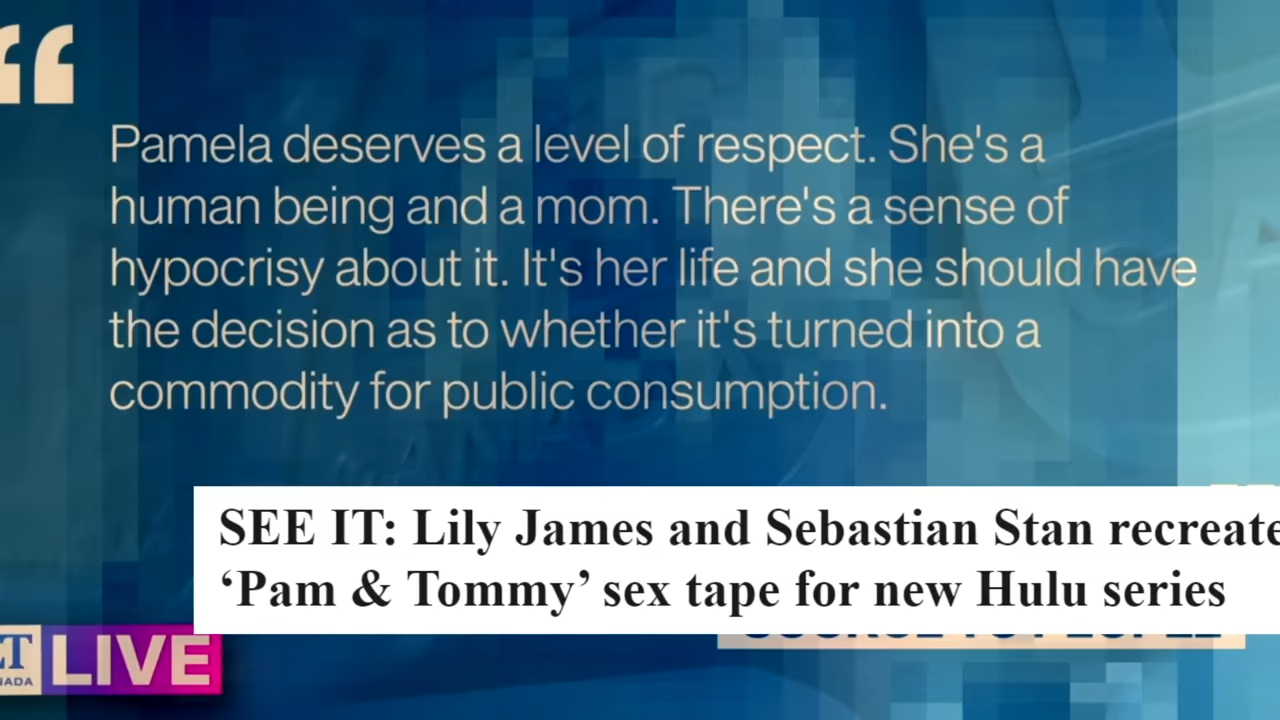 “
Pamela deserves a level of respect. She's a
human being and a mom. There's a sense of
hypocrisy about it. It's her life and she should have
the decision as to whether it's turned into a
commodity for public consumption.
SEE IT: Lily James and Sebastian Stan recreate
‘Pam & Tommy’ sex tape for new Hulu series
LIVE